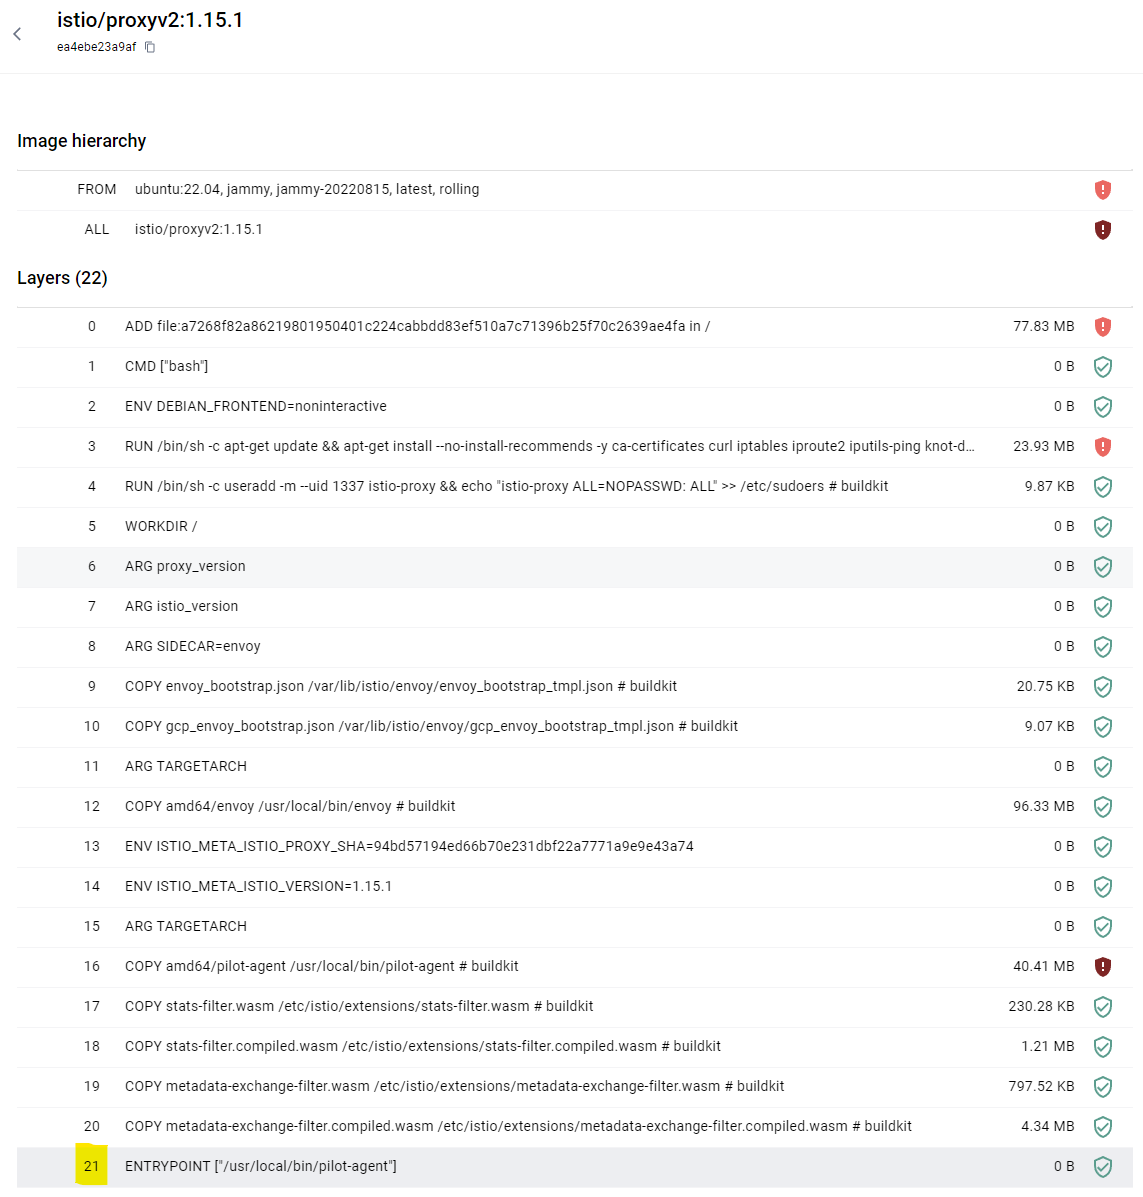 istio/proxyv2:1.15.1
ea4ebe23a9af
Image hierarchy
FROM ubuntu:22.04, jammy, jammy-20220815, latest, rolling
ALL istio/proxyv2:1.15.1
Layers (22)
0 ADD file:a7268f82a86219801950401c224cabbdd83ef510a7c71396b25f70c2639ae4fa in / 77.83 MB
1 CMD ["bash"] 0 B
2 ENV DEBIAN_FRONTEND=noninteractive 0 B
3 RUN /bin/sh -c apt-get update && apt-get install --no-install-recommends -y ca-certificates curl iptables iproute2 iputils-ping knot-d... 23.93 MB
4 RUN /bin/sh -c useradd -m --uid 1337 istio-proxy && echo "istio-proxy ALL=NOPASSWD: ALL" >> /etc/sudoers # buildkit 9.87 KB
5 WORKDIR / 0 B
6 ARG proxy_version 0 B
7 ARG istio_version 0 B
8 ARG SIDECAR=envoy 0 B
9 COPY envoy_bootstrap.json /var/lib/istio/envoy/envoy_bootstrap_tmpl.json # buildkit 20.75 KB
10 COPY gcp_envoy_bootstrap.json /var/lib/istio/envoy/gcp_envoy_bootstrap_tmpl.json # buildkit 9.07 KB
11 ARG TARGETARCH 0 B
12 COPY amd64/envoy /usr/local/bin/envoy # buildkit 96.33 MB
13 ENV ISTIO_META_ISTIO_PROXY_SHA=94bd57194ed66b70e231dbf22a7771a9e9e43a74 0 B
14 ENV ISTIO_META_ISTIO_VERSION=1.15.1 0 B
15 ARG TARGETARCH 0 B
16 COPY amd64/pilot-agent /usr/local/bin/pilot-agent # buildkit 40.41 MB
17 COPY stats-filter.wasm /etc/istio/extensions/stats-filter.wasm # buildkit 230.28 KB
18 COPY stats-filter.compiled.wasm /etc/istio/extensions/stats-filter.compiled.wasm # buildkit 1.21 MB
19 COPY metadata-exchange-filter.wasm /etc/istio/extensions/metadata-exchange-filter.wasm # buildkit 797.52 KB
20 COPY metadata-exchange-filter.compiled.wasm /etc/istio/extensions/metadata-exchange-filter.compiled.wasm # buildkit 4.34 MB
21 ENTRYPOINT ["/usr/local/bin/pilot-agent"] 0 B